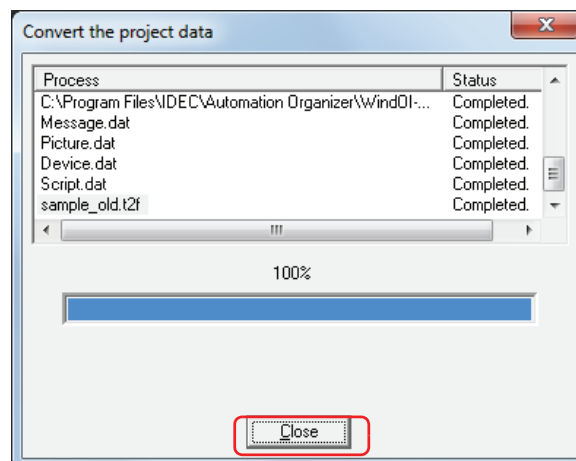 Convert the project data
Process Status
C:\Program Files\IDEC\Automation Organizer\WindOI-... Completed.
Message.dat Completed.
Picture.dat Completed.
Device.dat Completed.
Script.dat Completed.
sample_old.t2f Completed.
100%
Close